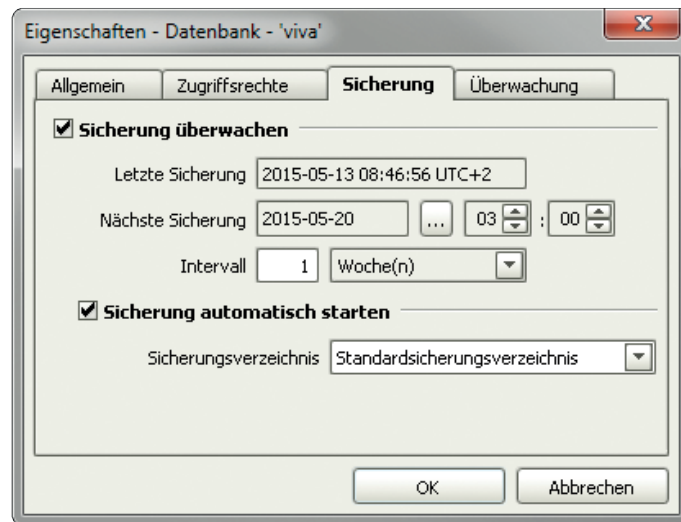 Eigenschaften - Datenbank - 'viva'
Allgemein Zugriffsrechte Sicherung Überwachung
Sicherung überwachen
Letzte Sicherung 2015-05-13 08:46:56 UTC+2
Nächste Sicherung 2015-05-20 ... 03 : 00
Intervall 1 Woche(n)
Sicherung automatisch starten
Sicherungsverzeichnis Standardsicherungsverzeichnis
OK Abbrechen